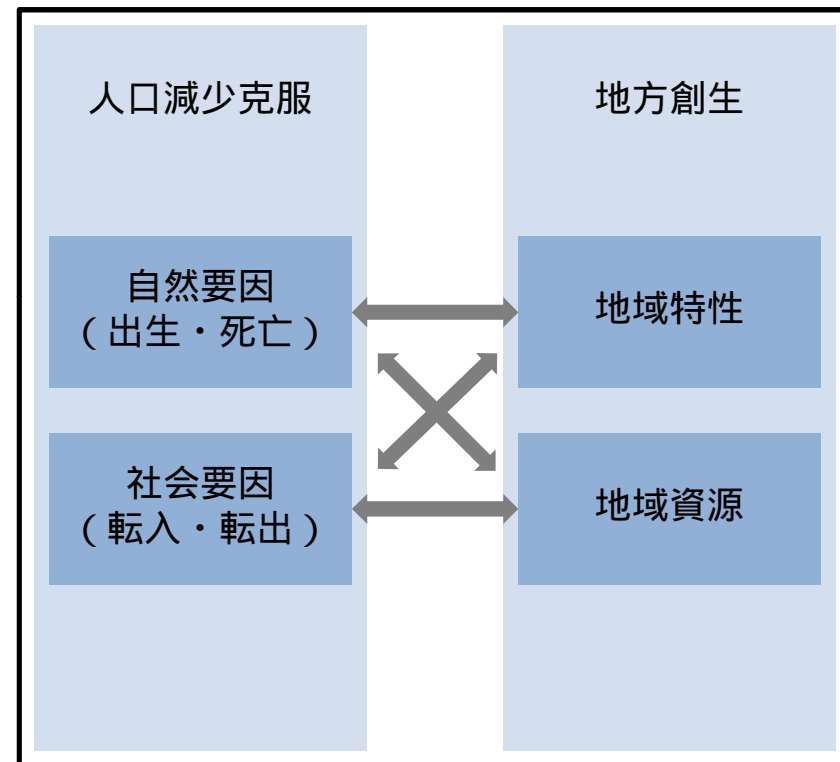 人口減少克服
自然要因
（出生・死亡）
社会要因
（転入・転出）
地方創生
地域特性
地域資源